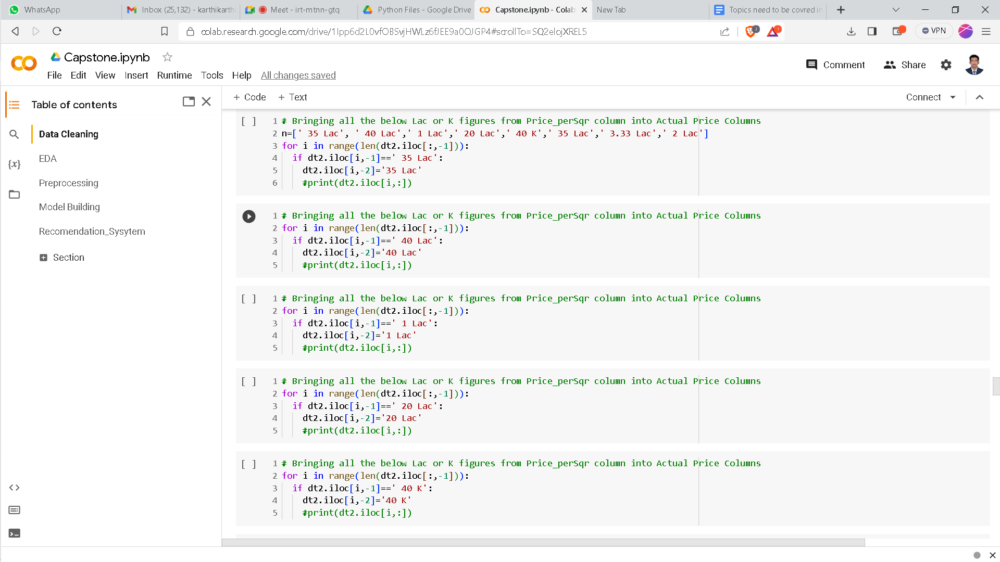 WhatsApp
Inbox (25,132) - karthikarthi
Meet - irt-mtnn-gtq
Python Files - Google Drive
Capstone.ipynb - Colab
New Tab
Topics need to be covred in
2
1
VPN
Capstone.ipynb
File Edit View Insert Runtime Tools Help All changes saved
Comment
Share
Table of contents
Data Cleaning
EDA
Preprocessing
Model Building
Recomendation_Sysytem
Section
{x}
+ Code + Text
Connect
[ ]
1 # Bringing all the below Lac or K figures from Price_perSqr column into Actual Price Columns
2 n=[' 35 Lac', ' 40 Lac',' 1 Lac',' 20 Lac',' 40 K',' 35 Lac',' 3.33 Lac',' 2 Lac']
3 for i in range(len(dt2.iloc[:,-1])):
4 if dt2.iloc[i,-1]==' 35 Lac':
5 dt2.iloc[i,-2]='35 Lac'
6 #print(dt2.iloc[i,:])
1 # Bringing all the below Lac or K figures from Price_perSqr column into Actual Price Columns
2 for i in range(len(dt2.iloc[:,-1])):
3 if dt2.iloc[i,-1]==' 40 Lac':
4 dt2.iloc[i,-2]='40 Lac'
5 #print(dt2.iloc[i,:])
[ ]
1 # Bringing all the below Lac or K figures from Price_perSqr column into Actual Price Columns
2 for i in range(len(dt2.iloc[:,-1])):
3 if dt2.iloc[i,-1]==' 1 Lac':
4 dt2.iloc[i,-2]='1 Lac'
5 #print(dt2.iloc[i,:])
[ ]
1 # Bringing all the below Lac or K figures from Price_perSqr column into Actual Price Columns
2 for i in range(len(dt2.iloc[:,-1])):
3 if dt2.iloc[i,-1]==' 20 Lac':
4 dt2.iloc[i,-2]='20 Lac'
5 #print(dt2.iloc[i,:])
[ ]
1 # Bringing all the below Lac or K figures from Price_perSqr column into Actual Price Columns
2 for i in range(len(dt2.iloc[:,-1])):
3 if dt2.iloc[i,-1]==' 40 K':
4 dt2.iloc[i,-2]='40 K'
5 #print(dt2.iloc[i,:])